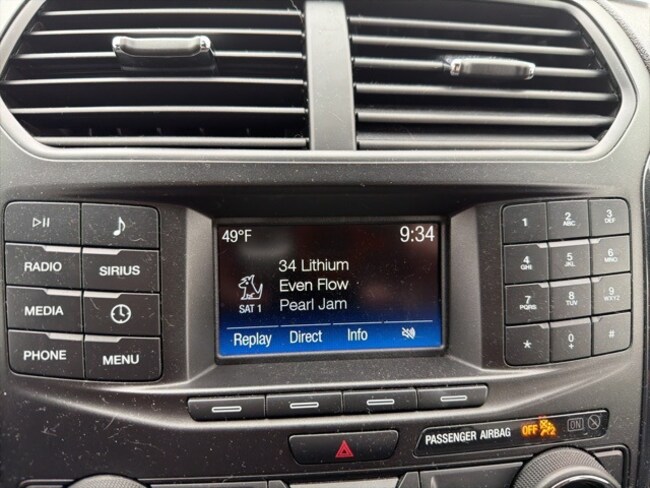 49°F 9:34
34 Lithium
Even Flow
SAT 1 Pearl Jam
Replay Direct Info
RADIO SIRIUS
MEDIA
PHONE MENU
1 2 ABC 3 DEF
4 GHI 5 JKL 6 MNO
7 PQRS 8 TUV 9 WXYZ
* 0 + #
PASSENGER AIRBAG OFF ON